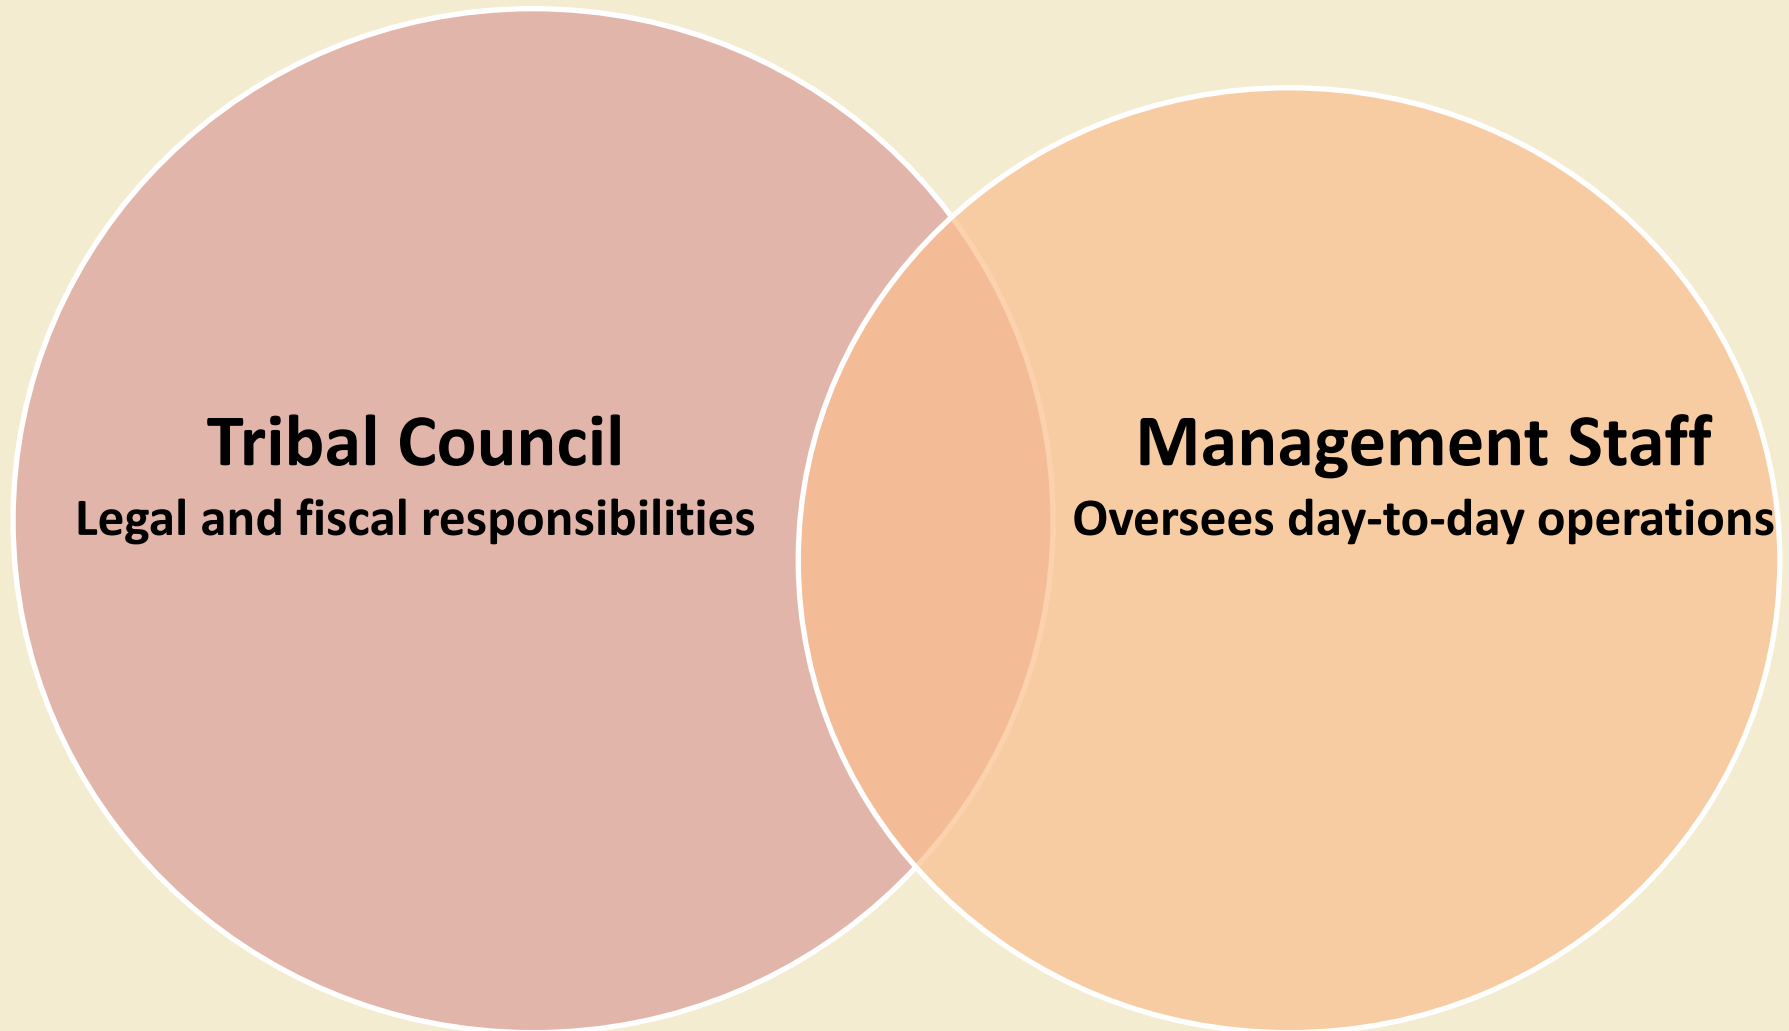 Tribal Council
Legal and fiscal responsibilities
Management Staff
Oversees day-to-day operations